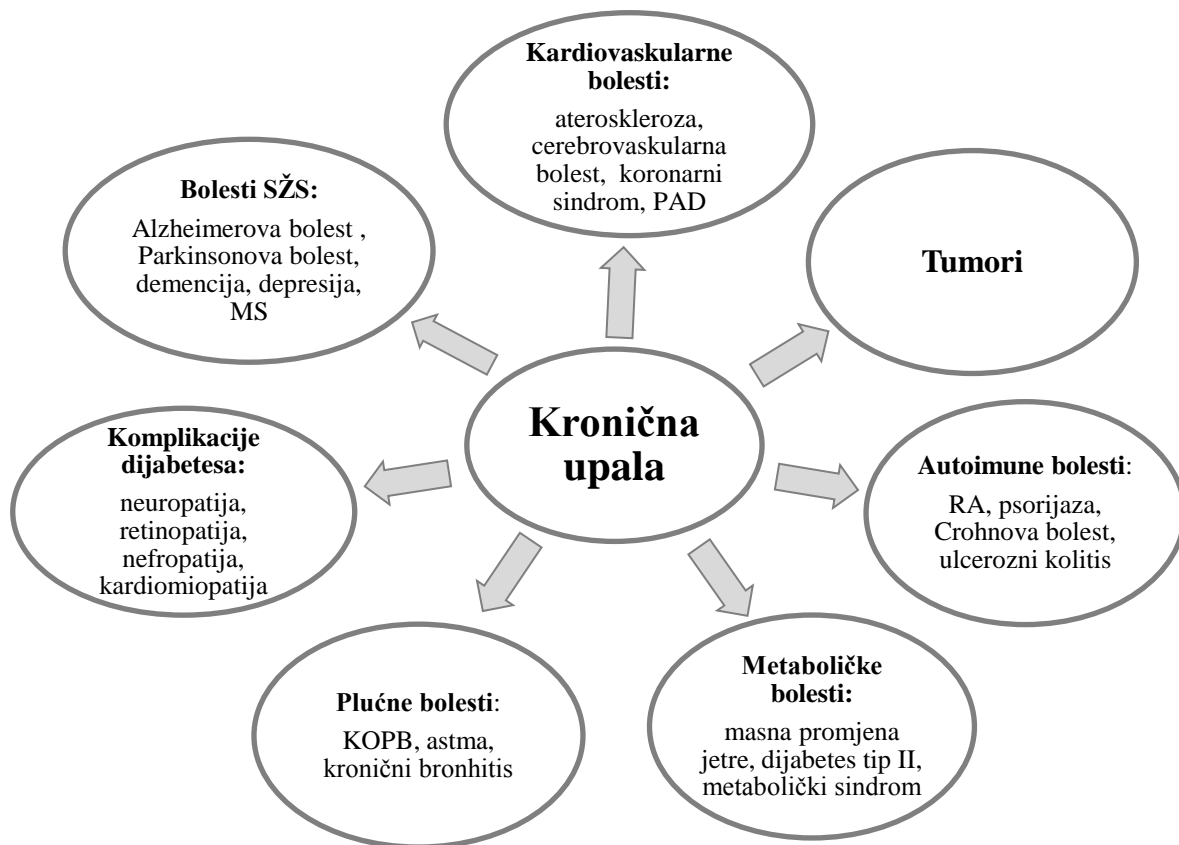 Kardiovaskularne
bolesti:
ateroskleroza,
cerebrovaskularna
bolest, koronarni
sindrom, PAD
Bolesti SŽS:
Alzheimerova bolest ,
Parkinsonova bolest,
demencija, depresija,
MS
Tumori
Kronična
upala
Komplikacije
dijabetesa:
neuropatija,
retinopatija,
nefropatija,
kardiomiopatija
Autoimune bolesti:
RA, psorijaza,
Crohnova bolest,
ulcerozni kolitis
Plućne bolesti:
KOPB, astma,
kronični bronhitis
Metaboličke
bolesti:
masna promjena
jetre, dijabetes tip II,
metabolički sindrom